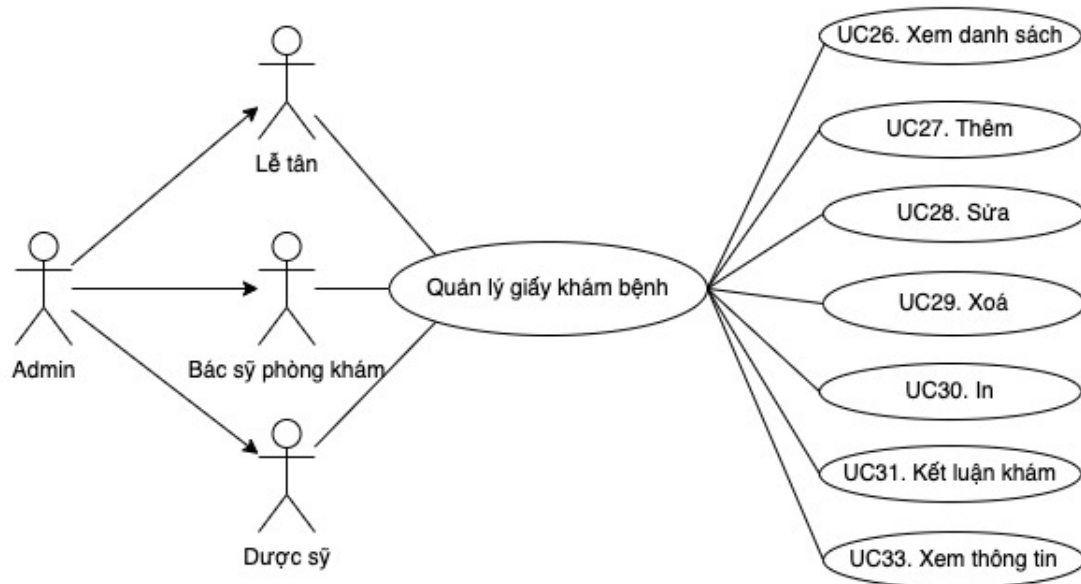 Lễ tân
Admin
Bác sỹ phòng khám
Dược sỹ
Quản lý giấy khám bệnh
UC26. Xem danh sách
UC27. Thêm
UC28. Sửa
UC29. Xoá
UC30. In
UC31. Kết luận khám
UC33. Xem thông tin